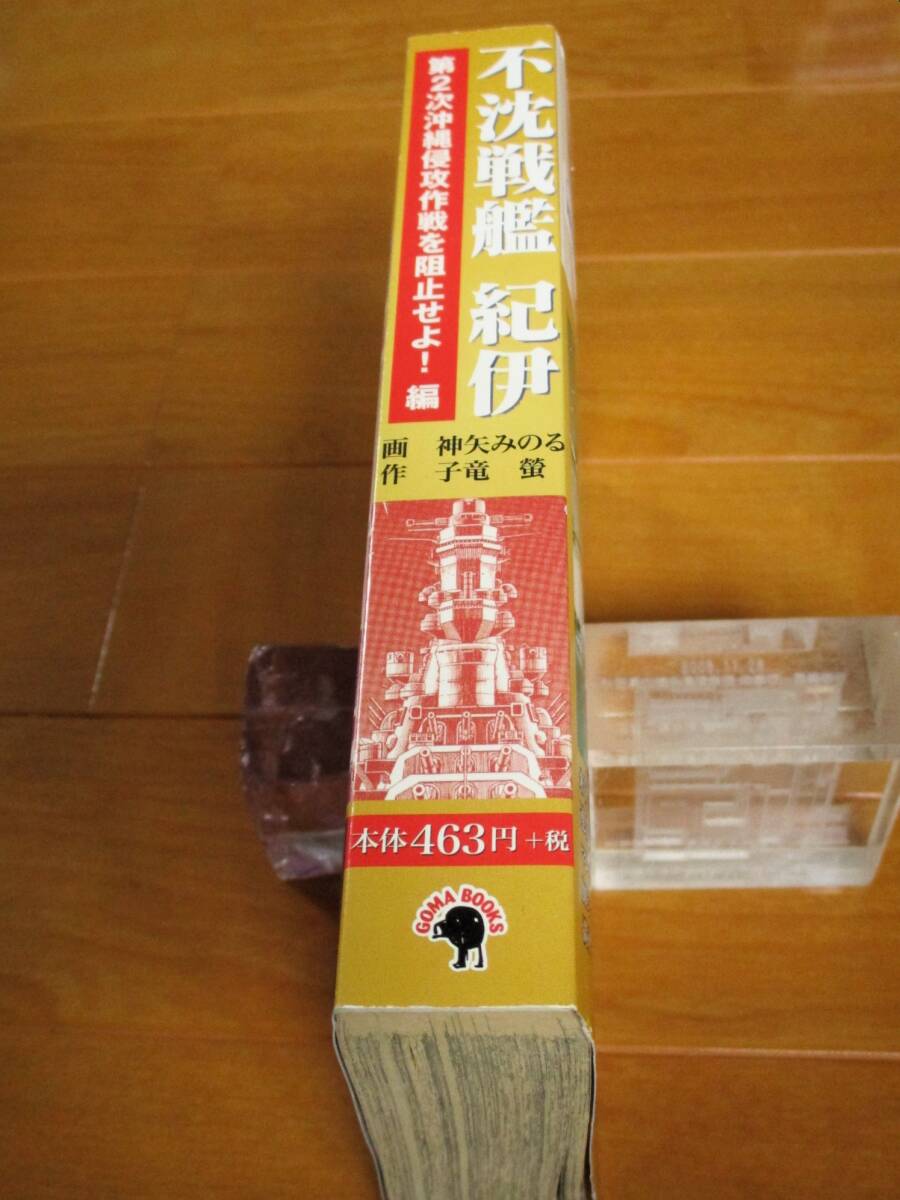 不沈戦艦 紀伊
第2次沖縄侵攻作戦を阻止せよ！ 編
画 神矢みのる
作 子竜 螢
本体463円+税
GOMA BOOKS